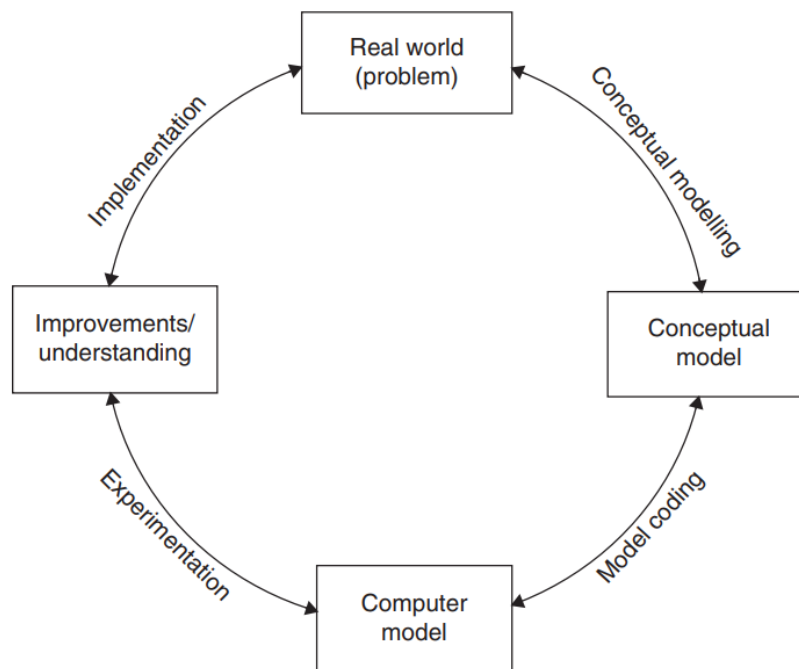 Real world
(problem)
Conceptual modelling
Conceptual
model
Model coding
Computer
model
Experimentation
Improvements/
understanding
Implementation